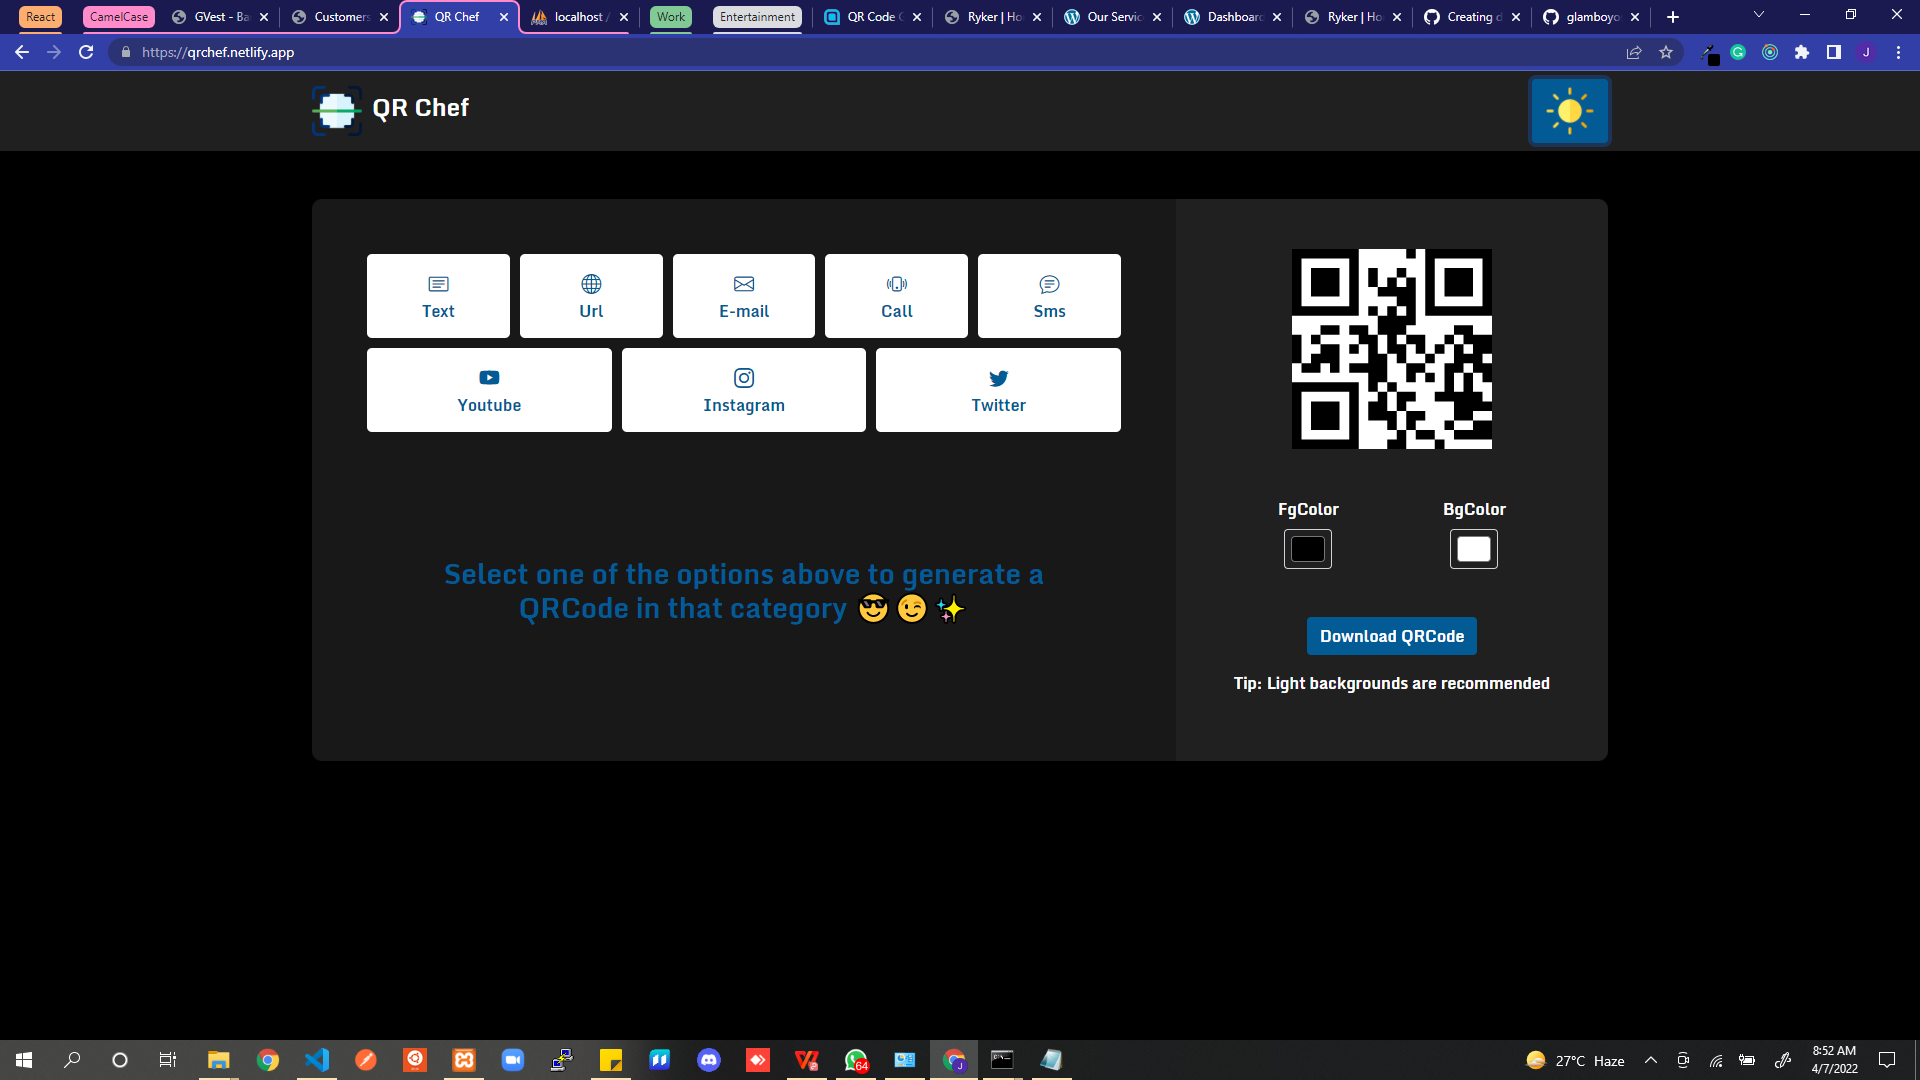 React
CamelCase
GVest - Ba
Customers
QR Chef
localhost /
Work
Entertainment
QR Code G
Ryker | Ho
Our Servic
Dashboard
Ryker | Ho
Creating d
glamboyo
https://qrchef.netlify.app
J
QR Chef
Text
Url
E-mail
Call
Sms
Youtube
Instagram
Twitter
Select one of the options above to generate a
QRCode in that category 😎 😉 ✨
FgColor
BgColor
Download QRCode
Tip: Light backgrounds are recommended
64
J
27°C Haze
8:52 AM
4/7/2022